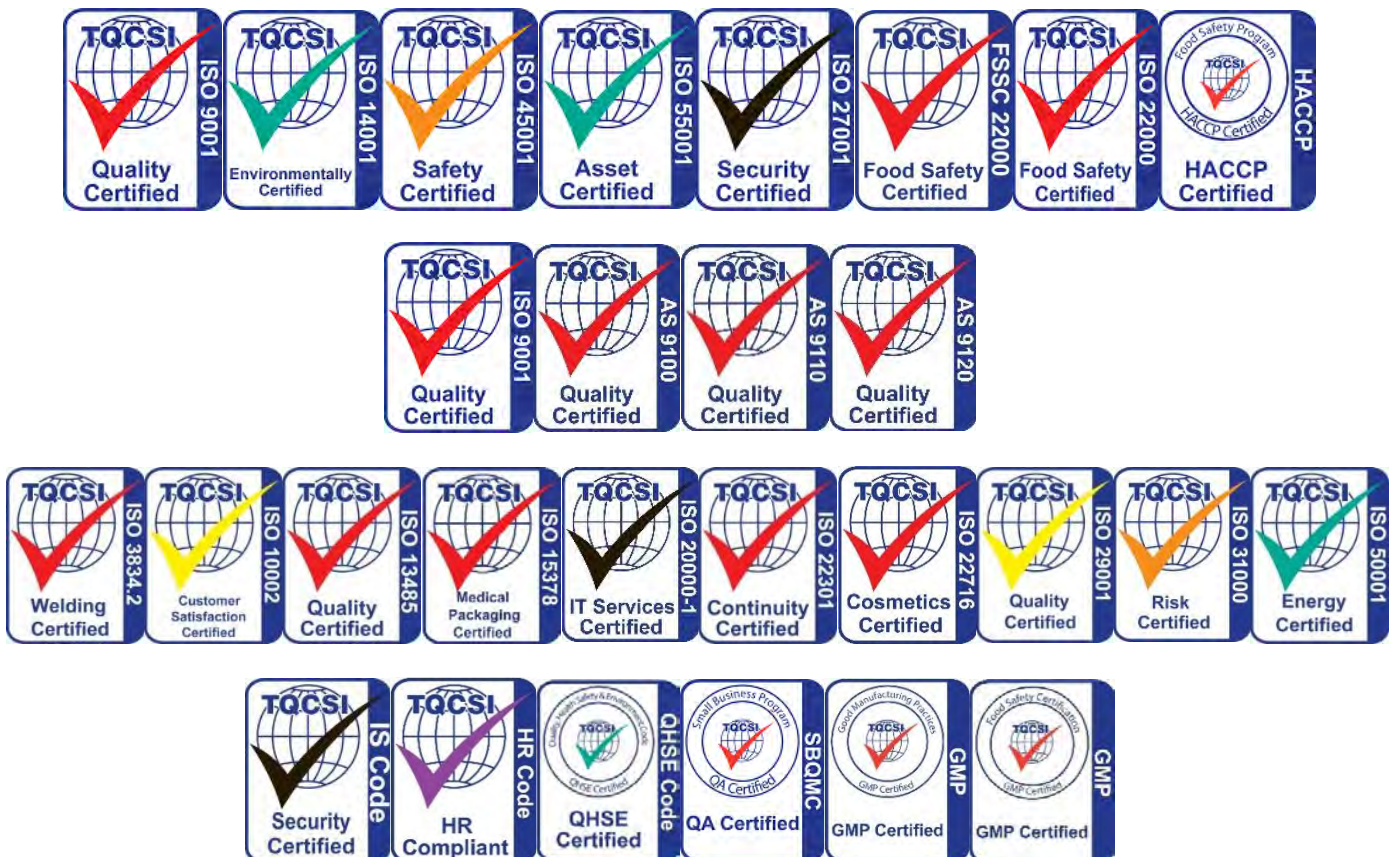 TQCSI
ISO 9001
Quality
Certified
TQCSI
ISO 14001
Environmentally
Certified
TQCSI
ISO 45001
Safety
Certified
TQCSI
ISO 55001
Asset
Certified
TQCSI
ISO 27001
Security
Certified
TQCSI
FSSC 22000
Food Safety
Certified
TQCSI
ISO 22000
Food Safety
Certified
Food Safety Program
TQCSI
HACCP Certified
HACCP
HACCP
Certified
TQCSI
ISO 9001
Quality
Certified
TQCSI
AS 9100
Quality
Certified
TQCSI
AS 9110
Quality
Certified
TQCSI
AS 9120
Quality
Certified
TQCSI
ISO 3834.2
Welding
Certified
TQCSI
ISO 10002
Customer
Satisfaction
Certified
TQCSI
ISO 13485
Quality
Certified
TQCSI
ISO 15378
Medical
Packaging
Certified
TQCSI
ISO 20000-1
IT Services
Certified
TQCSI
ISO 22301
Continuity
Certified
TQCSI
ISO 22716
Cosmetics
Certified
TQCSI
ISO 29001
Quality
Certified
TQCSI
ISO 31000
Risk
Certified
TQCSI
ISO 50001
Energy
Certified
TQCSI
IS Code
Security
Certified
TQCSI
HR Code
HR
Compliant
Quality, Health Safety & Environment Code
TQCSI
QHSE Certified
QHSE Code
QHSE
Certified
Small Business Program
TQCSI
QA Certified
SBQMC
QA Certified
Good Manufacturing Practices
TQCSI
GMP Certified
GMP
GMP Certified
Food Safety Certification
TQCSI
GMP Certified
GMP
GMP Certified